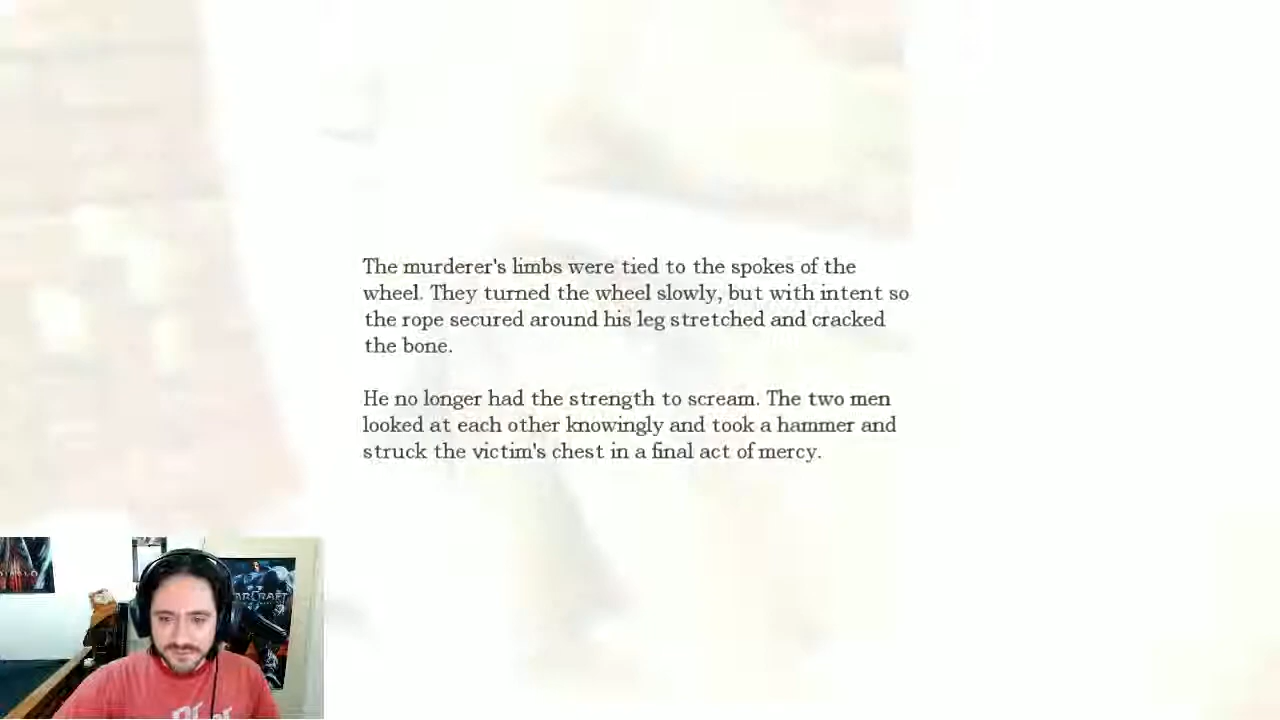 The murderer's limbs were tied to the spokes of the
wheel. They turned the wheel slowly, but with intent so
the rope secured around his leg stretched and cracked
the bone.
He no longer had the strength to scream. The two men
looked at each other knowingly and took a hammer and
struck the victim's chest in a final act of mercy.